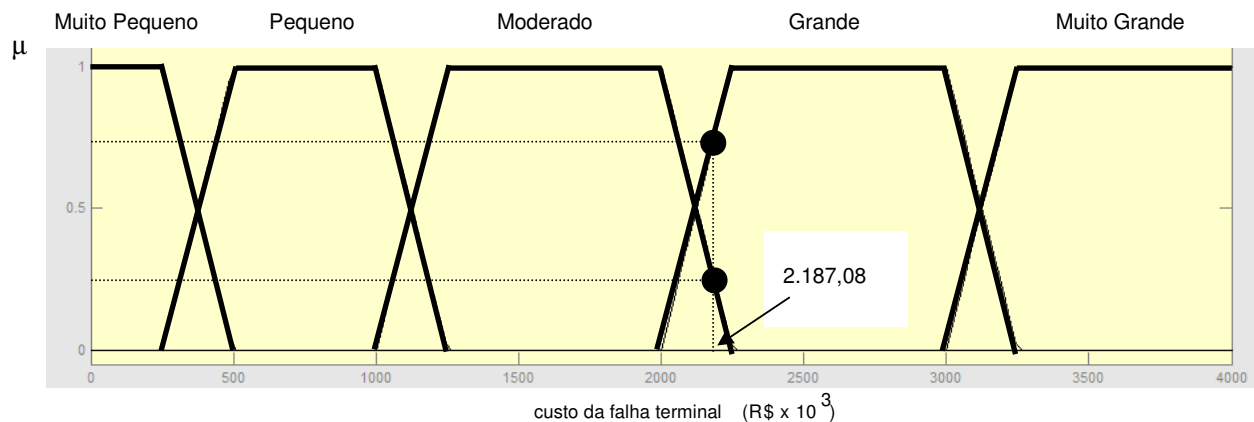 Muito Pequeno Pequeno Moderado Grande Muito Grande
μ
1
0.5
2.187,08
0
0 500 1000 1500 2000 2500 3000 3500 4000
custo da falha terminal (R$ x 10 3)